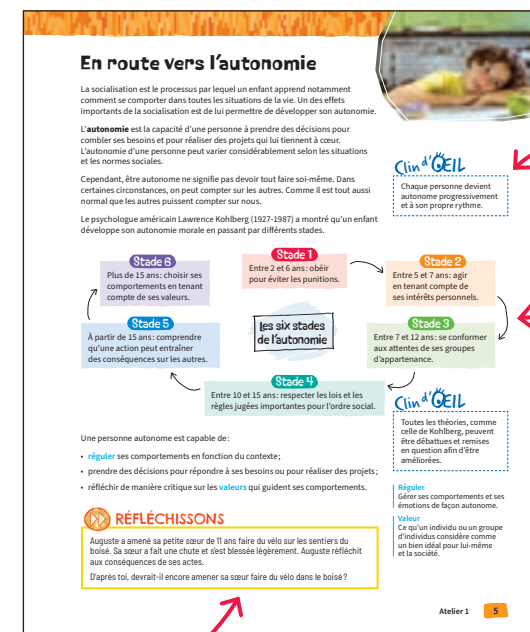 En route vers l'autonomie
La socialisation est le processus par lequel un enfant apprend notamment
comment se comporter dans toutes les situations de la vie. Un des effets
importants de la socialisation est de lui permettre de développer son autonomie.
L'autonomie est la capacité d'une personne à prendre des décisions pour
combler ses besoins et pour réaliser des projets qui lui tiennent à cœur.
L'autonomie d'une personne peut varier considérablement selon les situations
et les normes sociales.
Cependant, être autonome ne signifie pas devoir tout faire soi-même. Dans
certaines circonstances, on peut compter sur les autres. Comme il est tout aussi
normal que les autres puissent compter sur nous.
Le psychologue américain Lawrence Kohlberg (1927-1987) a montré qu'un enfant
développe son autonomie morale en passant par différents stades.
Clin d'ŒIL
Chaque personne devient
autonome progressivement
et à son propre rythme.
Stade 1
Entre 2 et 6 ans : obéir
pour éviter les punitions.
Stade 2
Entre 5 et 7 ans : agir
en tenant compte de
ses intérêts personnels.
Stade 3
Entre 7 et 12 ans : se conformer
aux attentes de ses groupes
d'appartenance.
Stade 4
Entre 10 et 15 ans : respecter les lois et les
règles jugées importantes pour l'ordre social.
Stade 5
À partir de 15 ans : comprendre
qu'une action peut entraîner
des conséquences sur les autres.
Stade 6
Plus de 15 ans : choisir ses
comportements en tenant
compte de ses valeurs.
Les six stades
de l'autonomie
Clin d'ŒIL
Toutes les théories, comme
celle de Kohlberg, peuvent
être débattues et remises
en question afin d'être
améliorées.
Une personne autonome est capable de :
• réguler ses comportements en fonction du contexte ;
• prendre des décisions pour répondre à ses besoins ou pour réaliser des projets ;
• réfléchir de manière critique sur les valeurs qui guident ses comportements.
Réguler
Gérer ses comportements et ses
émotions de façon autonome.
Valeur
Ce qu'un individu ou un groupe
d'individus considère comme
un bien idéal pour lui-même
et la société.
RÉFLÉCHISSONS
Auguste a amené sa petite sœur de 11 ans faire du vélo sur les sentiers du
boisé. Sa sœur a fait une chute et s'est blessée légèrement. Auguste réfléchit
aux conséquences de ses actes.
D'après toi, devrait-il encore amener sa sœur faire du vélo dans le boisé ?
Atelier 1 5